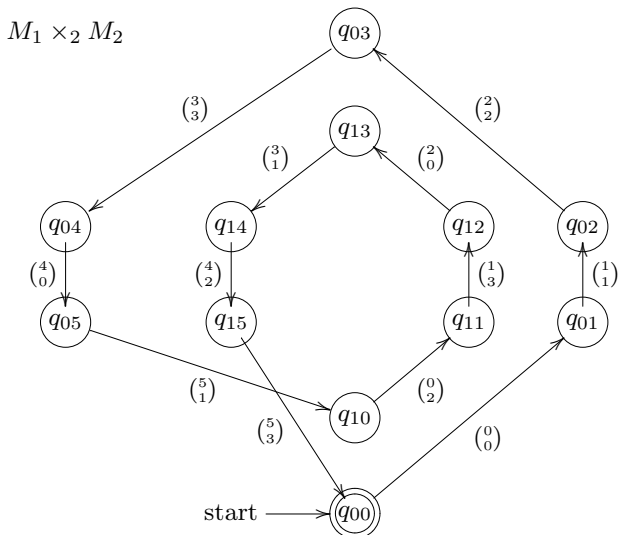 M₁ ×₂ M₂
q₀₃
(2 2)
(3 3)
q₁₃
(3 1)
(2 0)
q₀₄
q₁₄
q₁₂
q₀₂
(4 0)
(4 2)
(1 3)
(1 1)
q₀₅
q₁₅
q₁₁
q₀₁
(5 1)
(0 2)
q₁₀
(5 3)
(0 0)
start
q₀₀